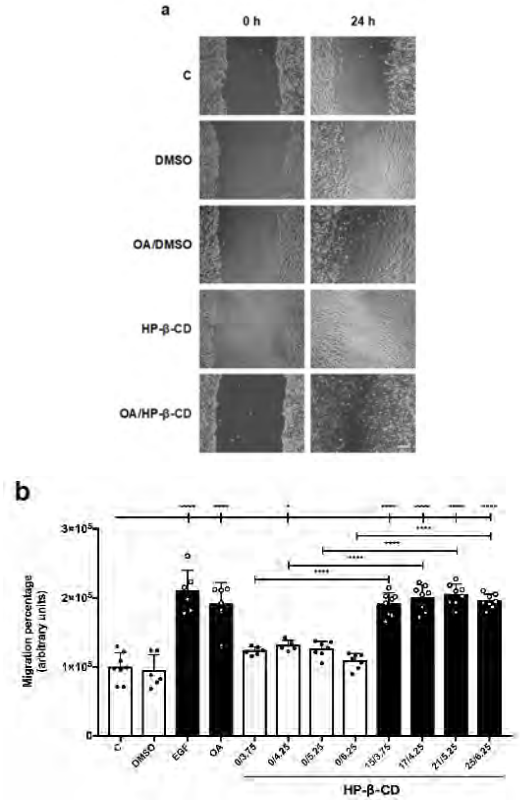 a
0 h
24 h
C
DMSO
OA/DMSO
HP-β-CD
OA/HP-β-CD
b
**** **** * **** **** **** ****
****
****
****
****
3×10⁵
2×10⁵
1×10⁵
0
Migration percentage
(arbitrary units)
C
DMSO
EGF
OA
0/3.75
0/4.25
0/5.25
0/6.25
15/3.75
17/4.25
21/5.25
25/6.25
HP-β-CD